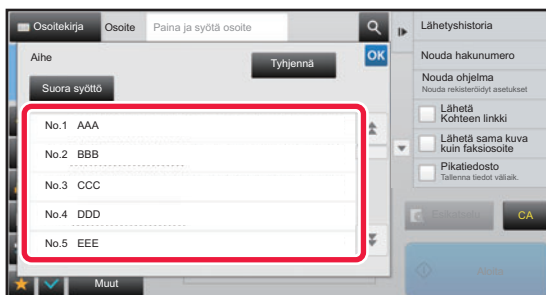 Osoitekirja
Osoite
Paina ja syötä osoite
Lähetyshistoria
Aihe
Tyhjennä
OK
Nouda hakunumero
Suora syöttö
Nouda ohjelma
Nouda rekisteröidyt asetukset
No.1 AAA
No.2 BBB
No.3 CCC
No.4 DDD
No.5 EEE
Lähetä
Kohteen linkki
Lähetä sama kuva
kuin faksiosoite
Pikatiedosto
Tallenna tiedot väliaik.
CA
Muut